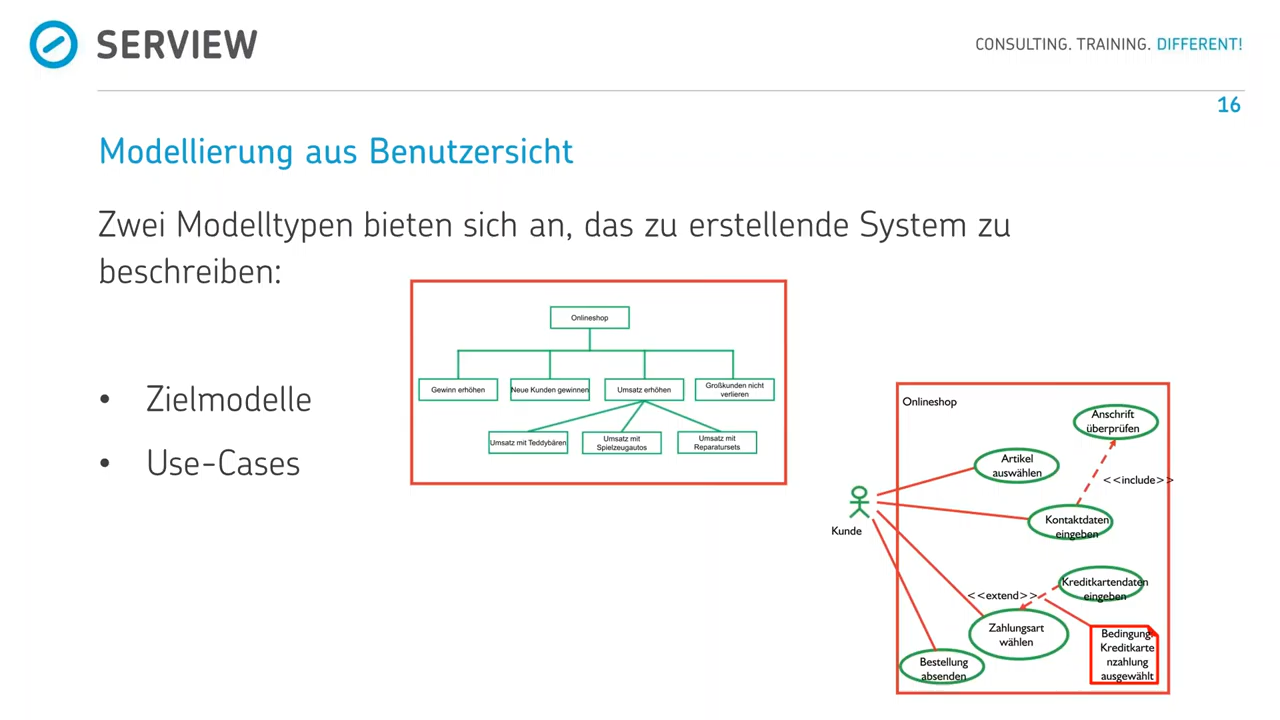 SERVIEW
CONSULTING. TRAINING. DIFFERENT!
16
Modellierung aus Benutzersicht
Zwei Modelltypen bieten sich an, das zu erstellende System zu
beschreiben:
• Zielmodelle
• Use-Cases
Onlineshop
Gewinn erhöhen
Neue Kunden gewinnen
Umsatz erhöhen
Großkunden nicht
verlieren
Umsatz mit Teddybären
Umsatz mit
Spielzeugautos
Umsatz mit
Reparatursets
Onlineshop
Anschrift
überprüfen
Artikel
auswählen
<<include>>
Kunde
Kontaktdaten
eingeben
Kreditkartendaten
eingeben
<<extend>>
Zahlungsart
wählen
Bedingung:
Kreditkarte
nzahlung
ausgewählt
Bestellung
absenden